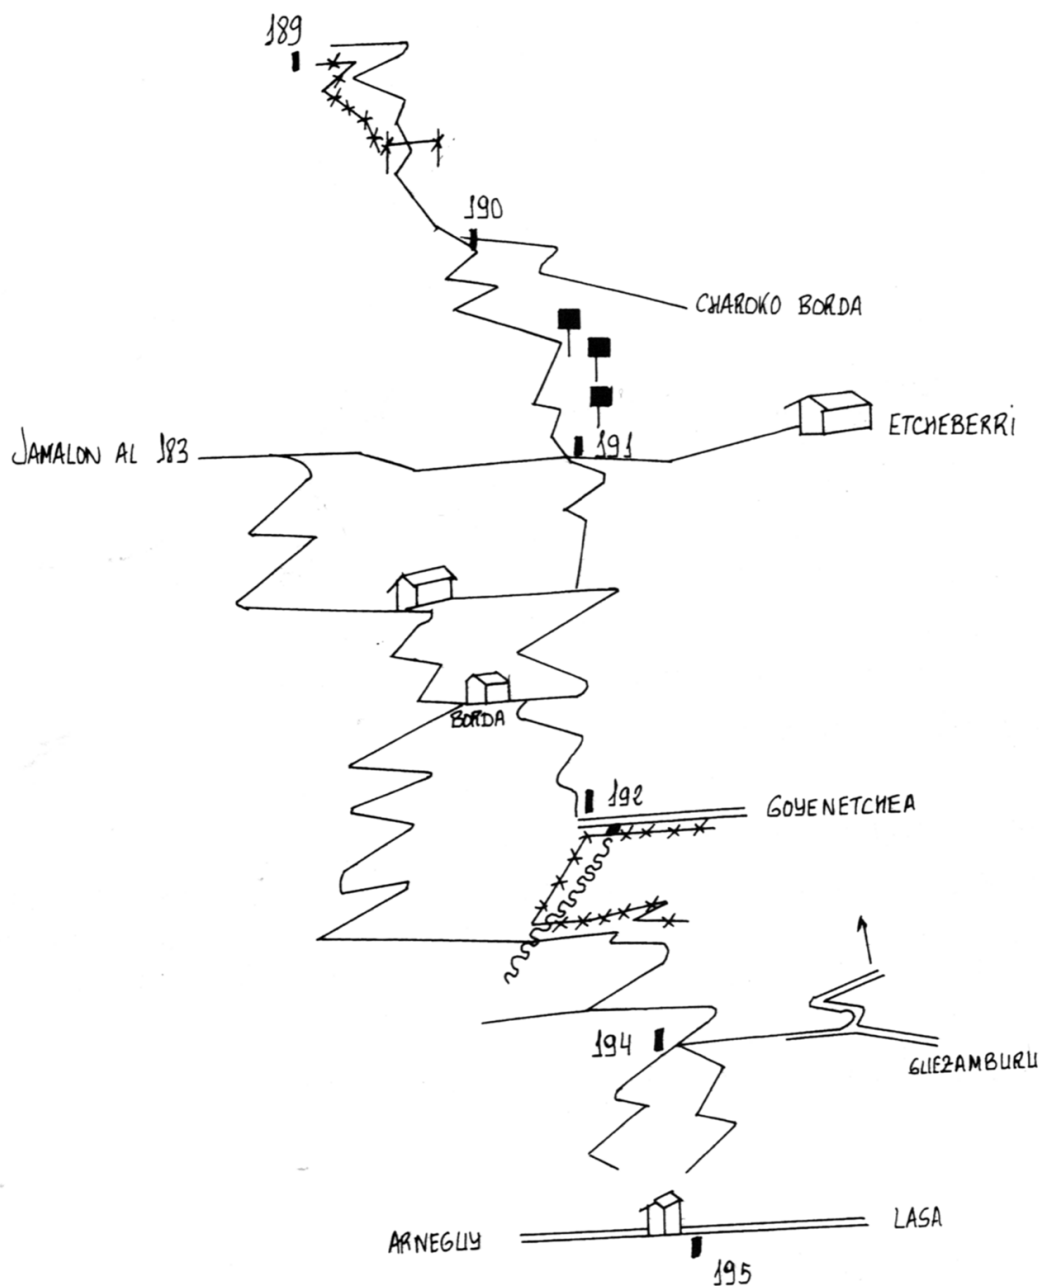 189
190
CHAROKO BORDA
ETCHEBERRi
JAMALON AL 183
191
BORDA
192
GOYENETCHEA
194
GUEZAMBURU
LASA
ARNEGUY
195